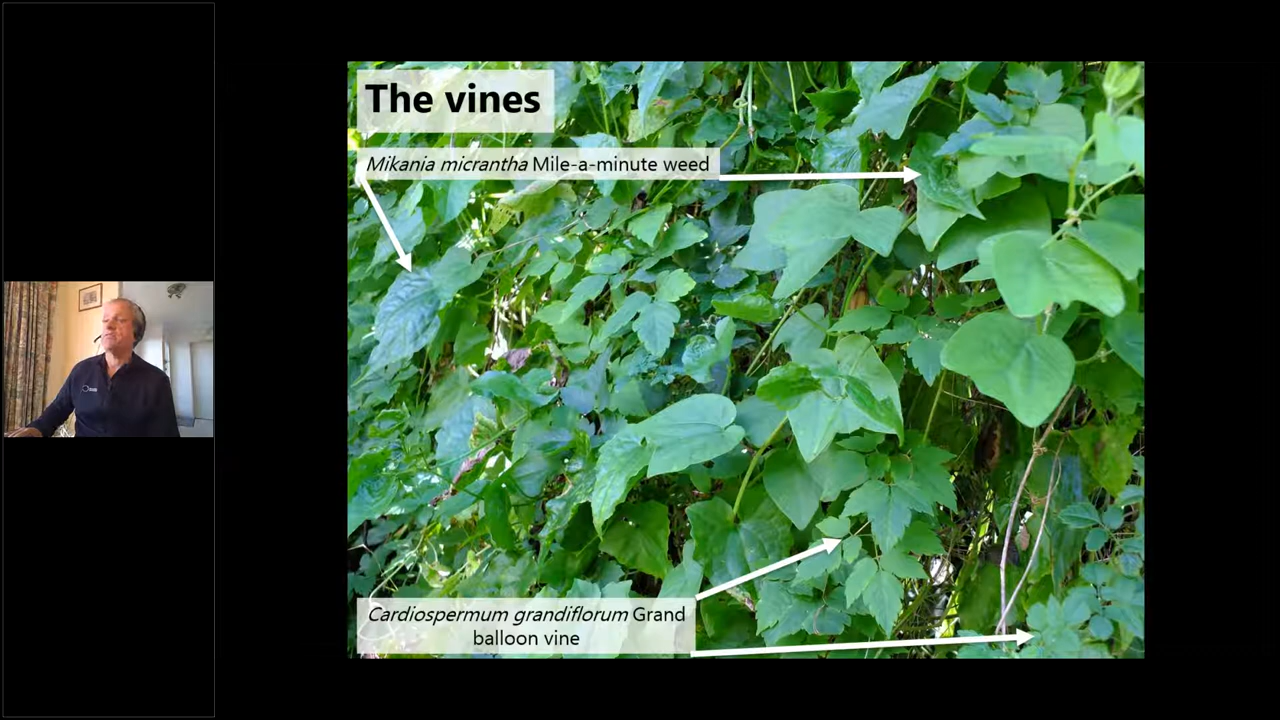 The vines
Mikania micrantha Mile-a-minute weed
Cardiospermum grandiflorum Grand
balloon vine